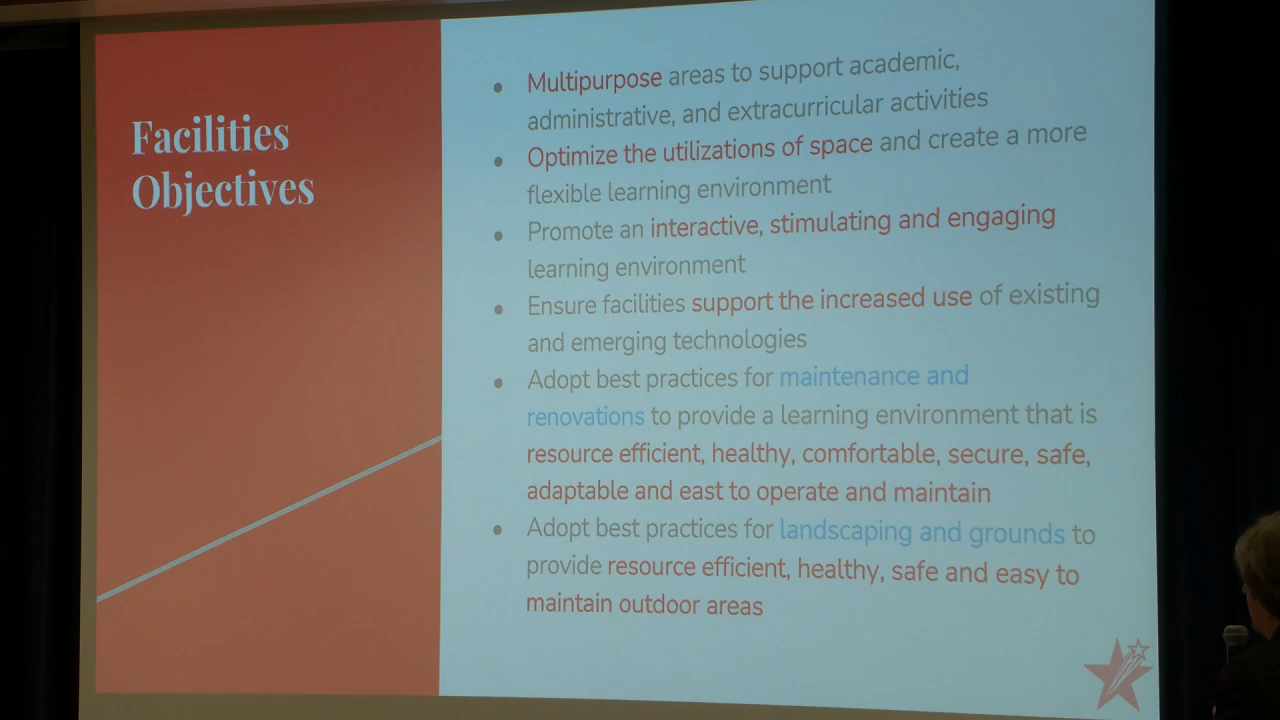 Facilities
Objectives
• Multipurpose areas to support academic,
administrative, and extracurricular activities
• Optimize the utilizations of space and create a more
flexible learning environment
• Promote an interactive, stimulating and engaging
learning environment
• Ensure facilities support the increased use of existing
and emerging technologies
• Adopt best practices for maintenance and
renovations to provide a learning environment that is
resource efficient, healthy, comfortable, secure, safe,
adaptable and east to operate and maintain
• Adopt best practices for landscaping and grounds to
provide resource efficient, healthy, safe and easy to
maintain outdoor areas